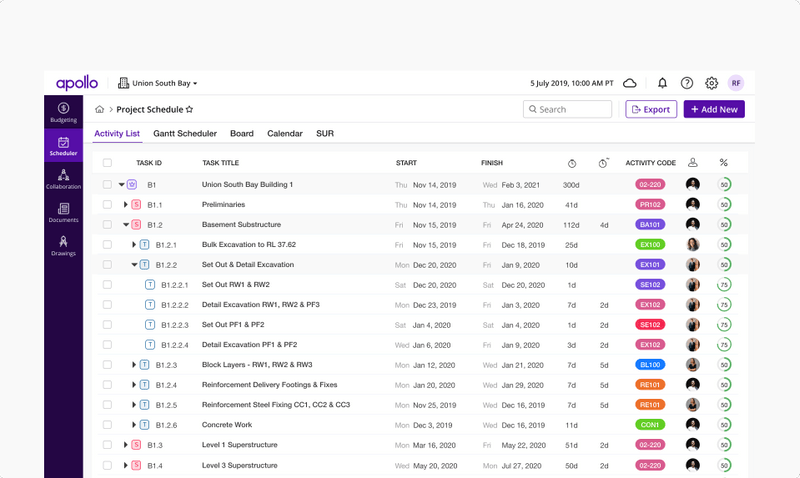 apollo Union South Bay 5 July 2019, 10:00 AM PT RF
Budgeting
Scheduler
Collaboration
Documents
Drawings
Project Schedule Search Export + Add New
Activity List Gantt Scheduler Board Calendar SUR
TASK ID TASK TITLE START FINISH ACTIVITY CODE %
B1 Union South Bay Building 1 Thu Nov 14, 2019 Wed Feb 3, 2021 300d 02-220 50
S B1.1 Preliminaries Thu Nov 14, 2019 Thu Jan 16, 2020 41d PR102 50
S B1.2 Basement Substructure Fri Nov 15, 2019 Fri Apr 24, 2020 112d 4d BA101 50
T B1.2.1 Bulk Excavation to RL 37.62 Fri Nov 15, 2019 Fri Dec 18, 2019 25d EX100 50
T B1.2.2 Set Out & Detail Excavation Mon Dec 20, 2020 Fri Jan 9, 2020 10d EX101 50
T B1.2.2.1 Set Out RW1 & RW2 Sat Dec 20, 2020 Sat Dec 20, 2020 1d SE102 75
T B1.2.2.2 Detail Excavation RW1, RW2 & PF3 Mon Dec 23, 2019 Fri Jan 3, 2020 7d 2d EX102 75
T B1.2.2.3 Set Out PF1 & PF2 Sat Jan 4, 2020 Sat Jan 4, 2020 1d 2d SE102 75
T B1.2.2.4 Detail Excavation PF1 & PF2 Wed Jan 6, 2020 Fri Jan 9, 2020 3d 2d EX102 75
T B1.2.3 Block Layers - RW1, RW2 & RW3 Mon Jan 12, 2020 Wed Jan 21, 2020 7d 5d BL100 50
T B1.2.4 Reinforcement Delivery Footings & Fixes Mon Jan 20, 2020 Wed Jan 29, 2020 7d 5d RE101 50
T B1.2.5 Reinforcement Steel Fixing CC1, CC2 & CC3 Mon Nov 25, 2019 Wed Dec 16, 2019 7d 5d RE101 50
T B1.2.6 Concrete Work Mon Dec 3, 2019 Wed Dec 16, 2019 11d CON1 50
S B1.3 Level 1 Superstructure Mon Mar 16, 2020 Fri May 22, 2020 51d 2d 02-220 50
S B1.4 Level 3 Superstructure Wed May 20, 2020 Mon Jul 27, 2020 50d 2d 02-220 50